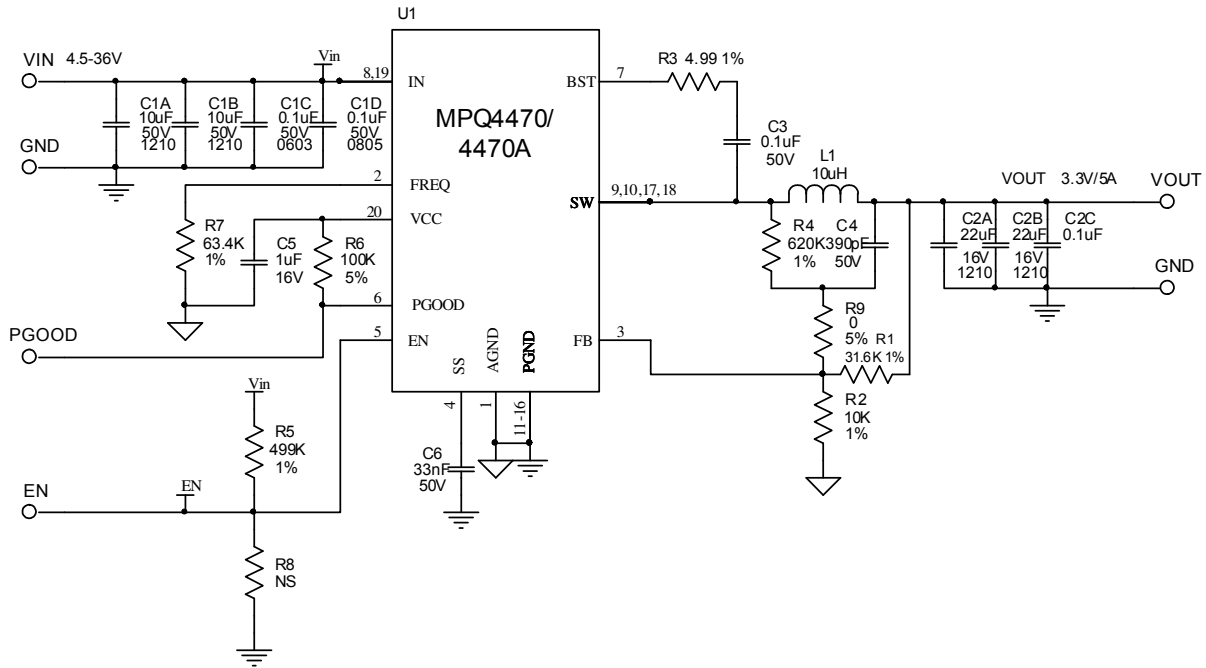 U1
VIN 4.5-36V
Vin
8,19
IN
C1A
10uF
50V
1210
C1B
10uF
50V
1210
C1C
0.1uF
50V
0603
C1D
0.1uF
50V
0805
GND
MPQ4470/
4470A
BST
7
R3 4.99 1%
C3
0.1uF
50V
L1
10uH
9,10,17,18
SW
VOUT 3.3V/5A
VOUT
2
FREQ
20
VCC
R7
63.4K
1%
C5
1uF
16V
R6
100K
5%
6
PGOOD
PGOOD
5
EN
R4
620K
1%
C4
390pF
50V
C2A
22uF
16V
1210
C2B
22uF
16V
1210
C2C
0.1uF
GND
R9
0
5%
R1
31.6K 1%
FB
3
R2
10K
1%
SS
AGND
PGND
4
1
11-16
C6
33nF
50V
Vin
R5
499K
1%
EN
EN
R8
NS